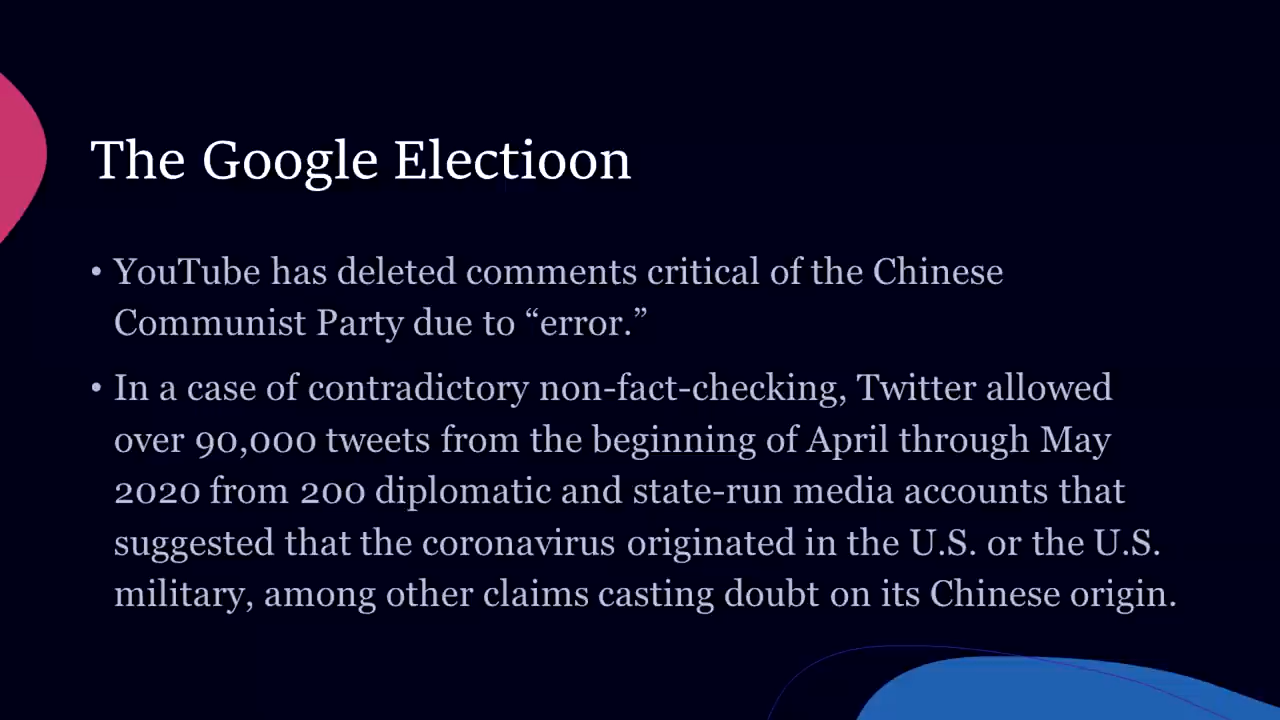 The Google Electioon
• YouTube has deleted comments critical of the Chinese
Communist Party due to “error.”
• In a case of contradictory non-fact-checking, Twitter allowed
over 90,000 tweets from the beginning of April through May
2020 from 200 diplomatic and state-run media accounts that
suggested that the coronavirus originated in the U.S. or the U.S.
military, among other claims casting doubt on its Chinese origin.